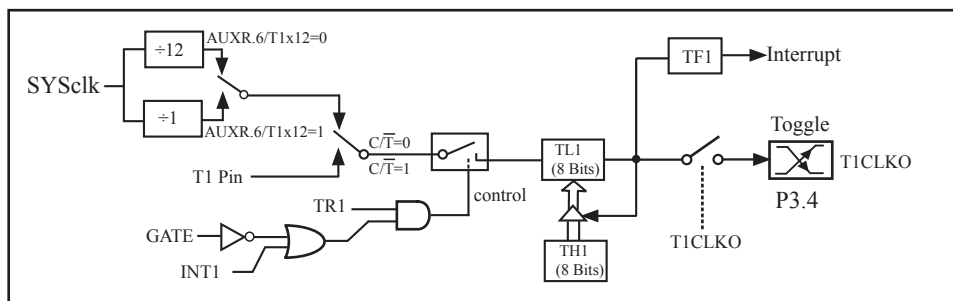 AUXR.6/T1x12=0
÷12
SYSclk
÷1
AUXR.6/T1x12=1
T1 Pin
C/T̅=0
C/T̅=1
TR1
GATE
INT1
control
TL1
(8 Bits)
TH1
(8 Bits)
TF1
Interrupt
Toggle
T1CLKO
P3.4
T1CLKO